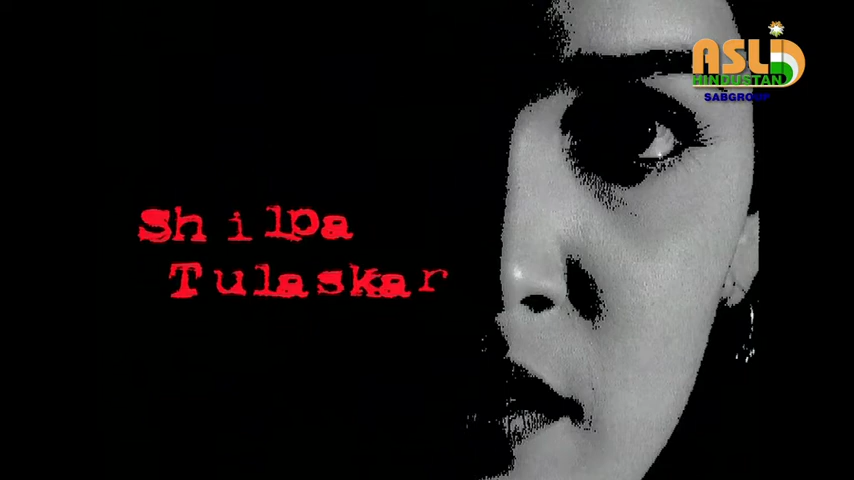 Shilpa
Tulaskar
ASLI
HINDUSTAN
SABGROUP